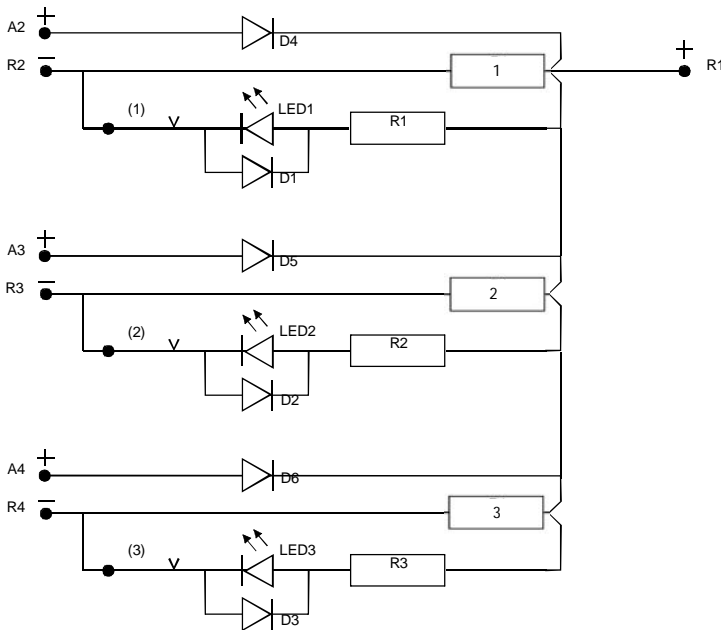 A2 + D4
R2 − 1 + R1
(1) LED1 R1
D1
A3 + D5
R3 − 2
(2) LED2 R2
D2
A4 + D6
R4 − 3
(3) LED3 R3
D3